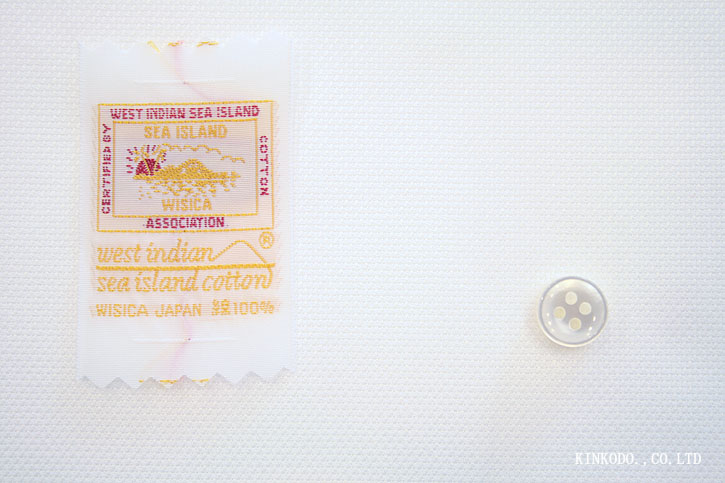 WEST INDIAN SEA ISLAND
CERTIFIED BY
SEA ISLAND
WISICA
COTTON
ASSOCIATION
west indian ®
sea island cotton
WISICA JAPAN 綿100%
KINKODO.,CO,LTD